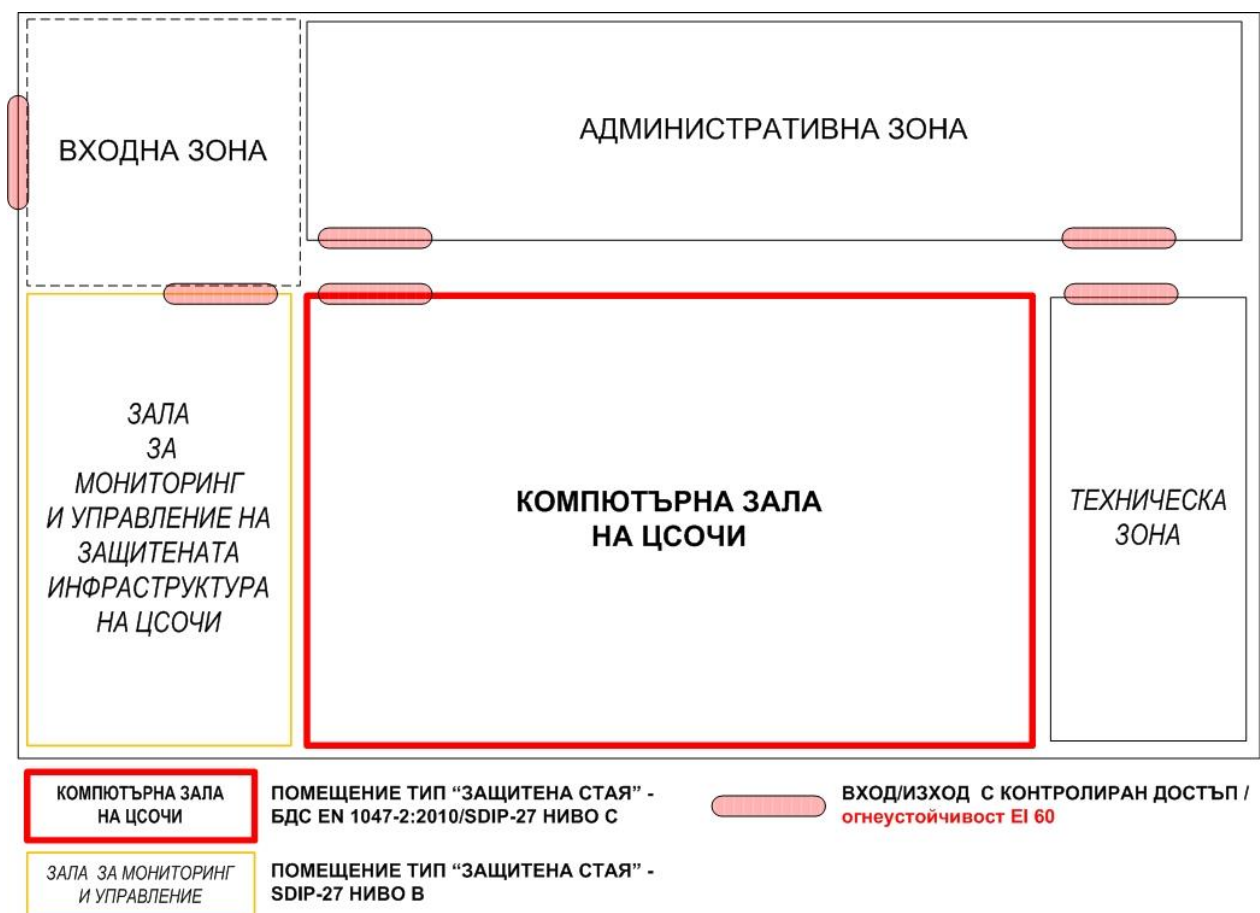 ВХОДНА ЗОНА
АДМИНИСТРАТИВНА ЗОНА
ЗАЛА
ЗА
МОНИТОРИНГ
И УПРАВЛЕНИЕ НА
ЗАЩИТЕНАТА
ИНФРАСТРУКТУРА
НА ЦСОЧИ
КОМПЮТЪРНА ЗАЛА
НА ЦСОЧИ
ТЕХНИЧЕСКА
ЗОНА
КОМПЮТЪРНА ЗАЛА
НА ЦСОЧИ
ПОМЕЩЕНИЕ ТИП “ЗАЩИТЕНА СТАЯ” -
БДС EN 1047-2:2010/SDIP-27 НИВО С
ВХОД/ИЗХОД С КОНТРОЛИРАН ДОСТЪП /
огнеустойчивост EI 60
ЗАЛА ЗА МОНИТОРИНГ
И УПРАВЛЕНИЕ
ПОМЕЩЕНИЕ ТИП “ЗАЩИТЕНА СТАЯ” -
SDIP-27 НИВО В